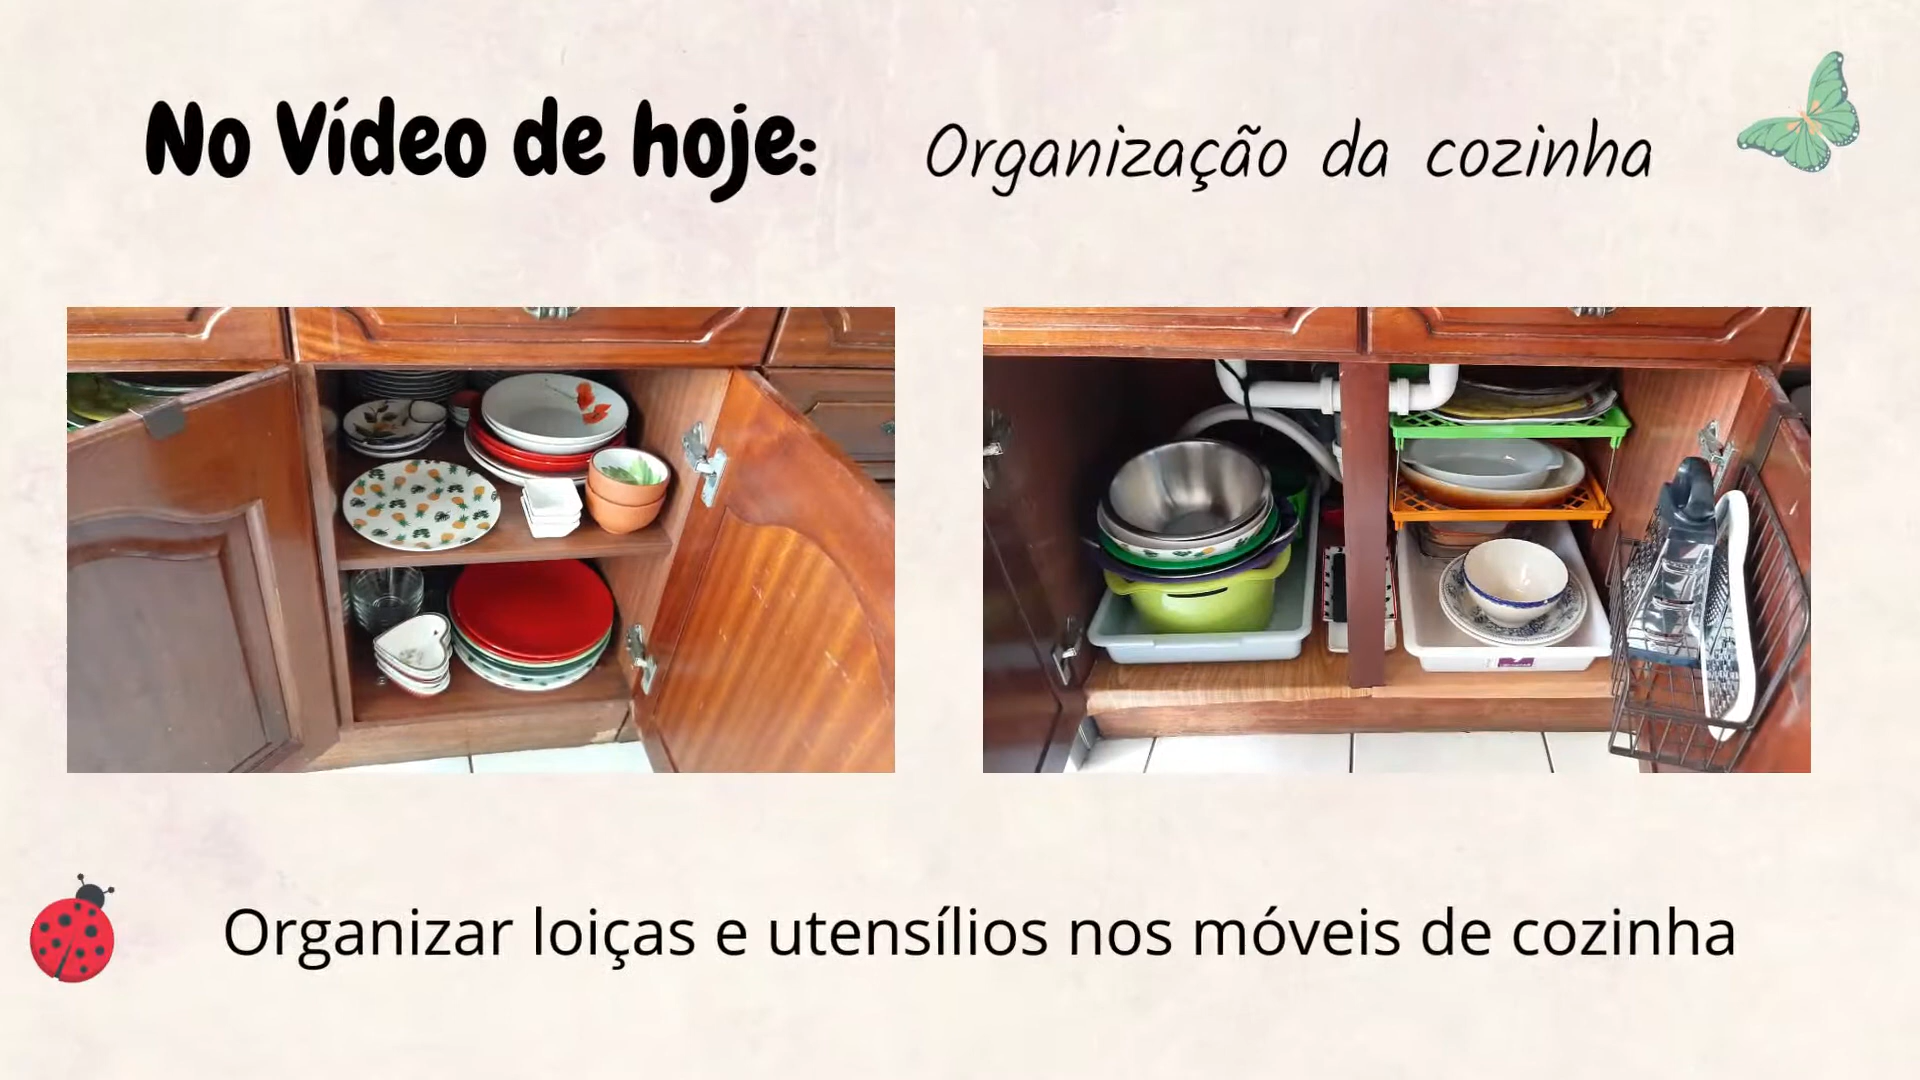 No Vídeo de hoje: Organização da cozinha
Organizar loiças e utensílios nos móveis de cozinha